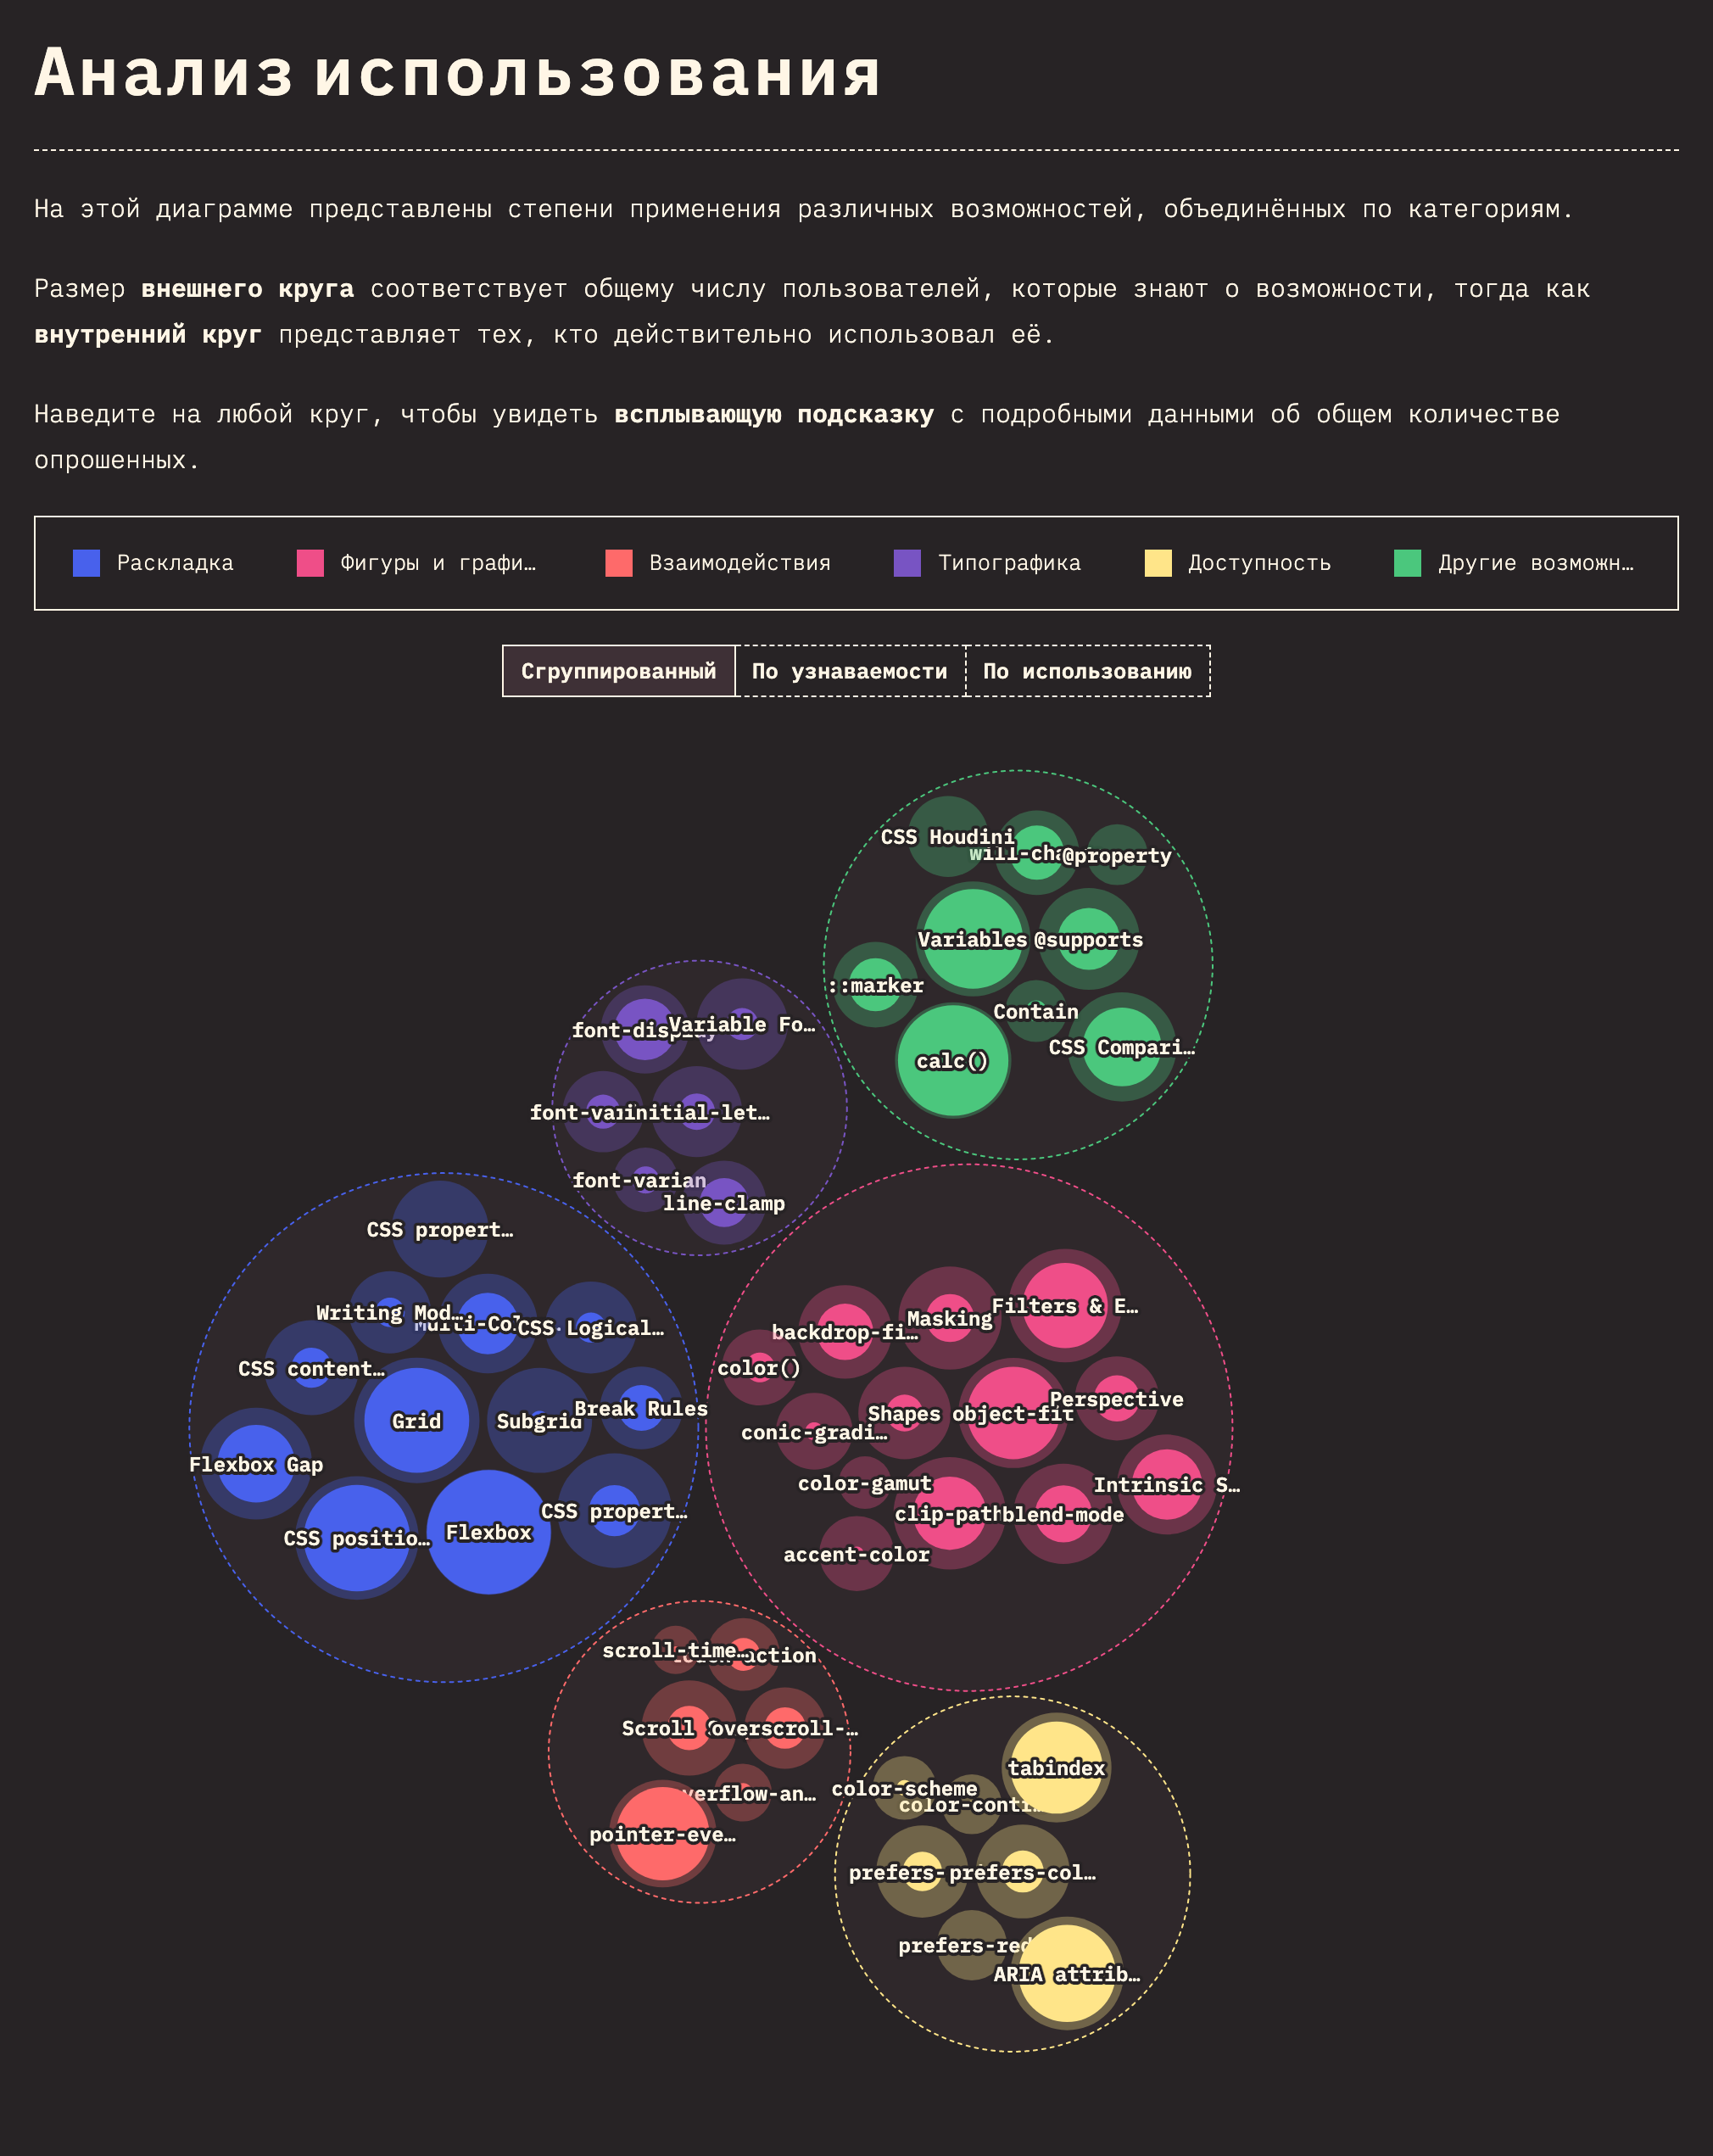 Анализ использования
На этой диаграмме представлены степени применения различных возможностей, объединённых по категориям.
Размер внешнего круга соответствует общему числу пользователей, которые знают о возможности, тогда как
внутренний круг представляет тех, кто действительно использовал её.
Наведите на любой круг, чтобы увидеть всплывающую подсказку с подробными данными об общем количестве
опрошенных.
Раскладка
Фигуры и графи…
Взаимодействия
Типографика
Доступность
Другие возможн…
Сгруппированный
По узнаваемости
По использованию
CSS Houdini
will-cha
@property
Variables
@supports
::marker
Contain
CSS Compari…
calc()
font-display
Variable Fo…
font-va
initial-let…
font-varian
line-clamp
CSS propert…
Writing Mod…
Multi-Co
CSS Logical…
CSS content…
Grid
Subgrid
Break Rules
Flexbox Gap
CSS positio…
Flexbox
CSS propert…
Filters & E…
Masking
backdrop-fi…
color()
Perspective
Shapes
object-fit
conic-gradi…
color-gamut
Intrinsic S…
clip-path
blend-mode
accent-color
scroll-time…
action
Scroll
overscroll-…
verflow-an…
pointer-eve…
tabindex
color-scheme
color-conti…
prefers-
prefers-col…
prefers-red
ARIA attrib…